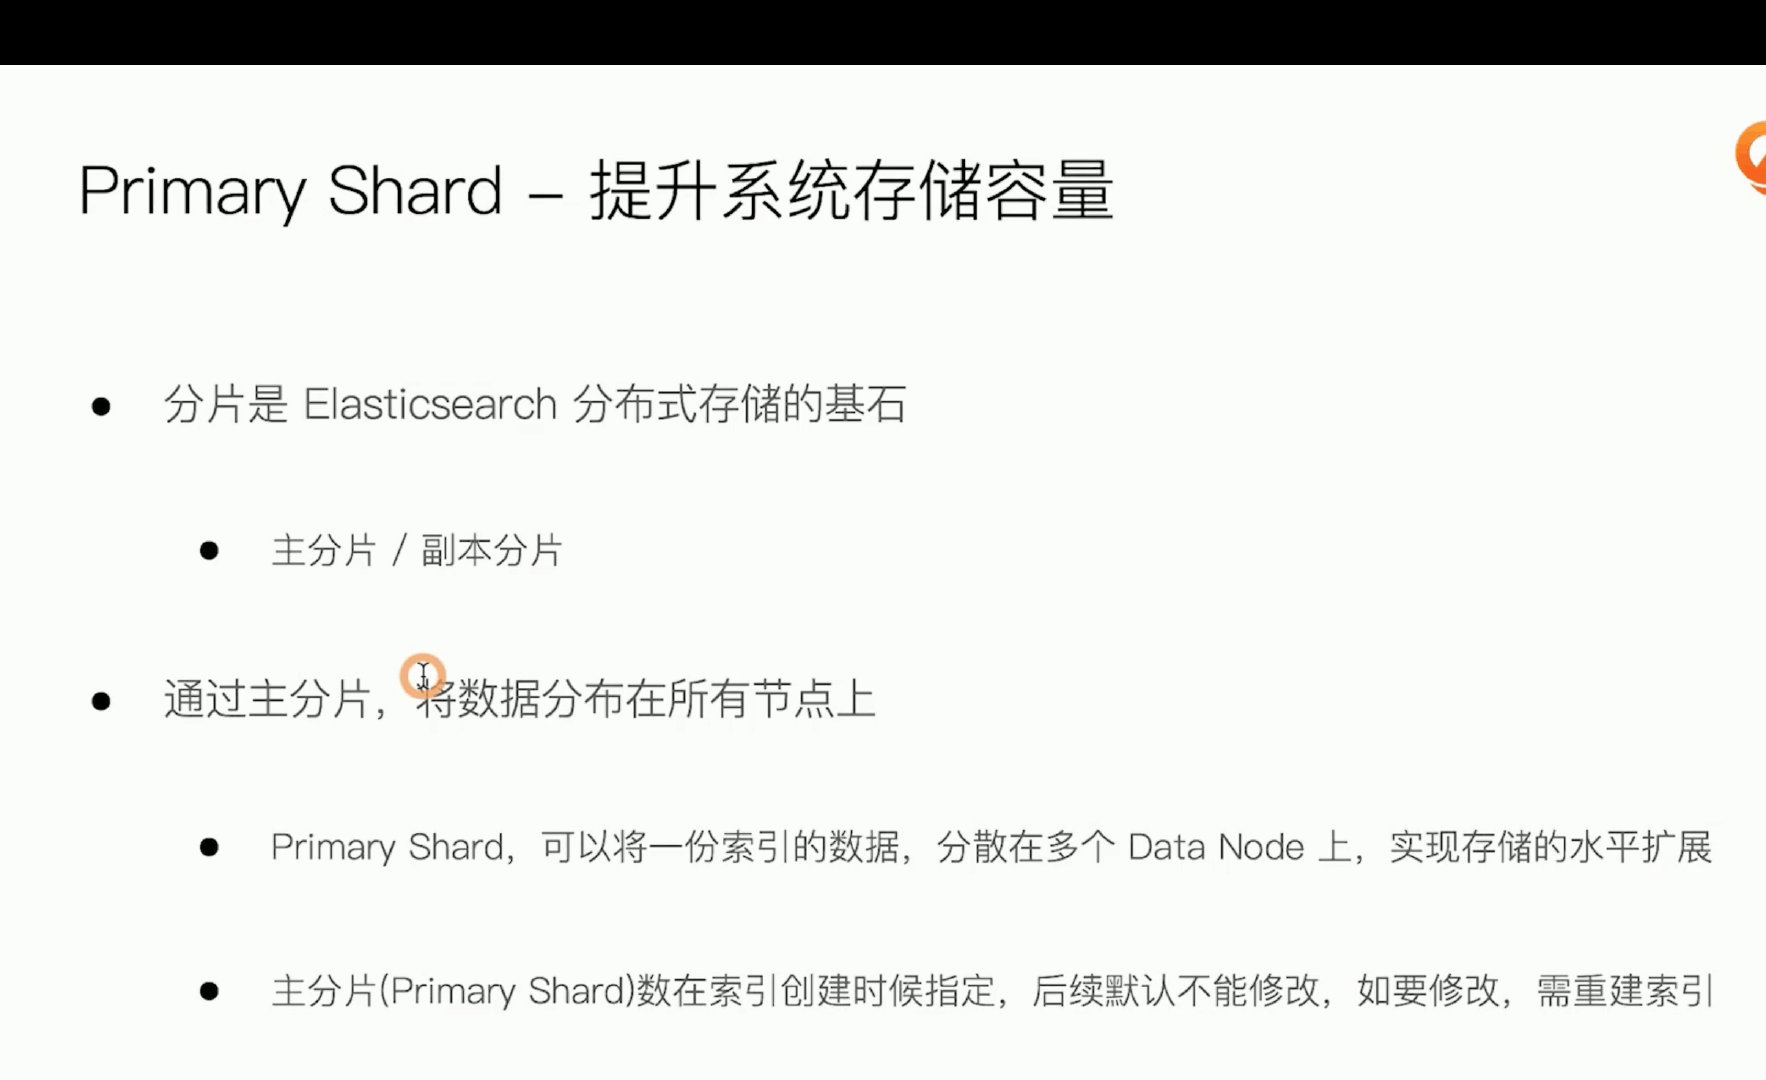 Primary Shard – 提升系统存储容量
分片是 Elasticsearch 分布式存储的基石
主分片 / 副本分片
通过主分片，将数据分布在所有节点上
Primary Shard，可以将一份索引的数据，分散在多个 Data Node 上，实现存储的水平扩展
主分片(Primary Shard)数在索引创建时候指定，后续默认不能修改，如要修改，需重建索引